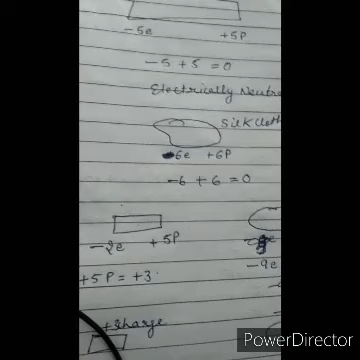 -5e +5P
-5 + 5 = 0
Electrically Neutra
Silk Cloth
-6e +6P
-6 + 6 = 0
-2e +5P
-9e
+5P = +3
+3 charge
PowerDirector